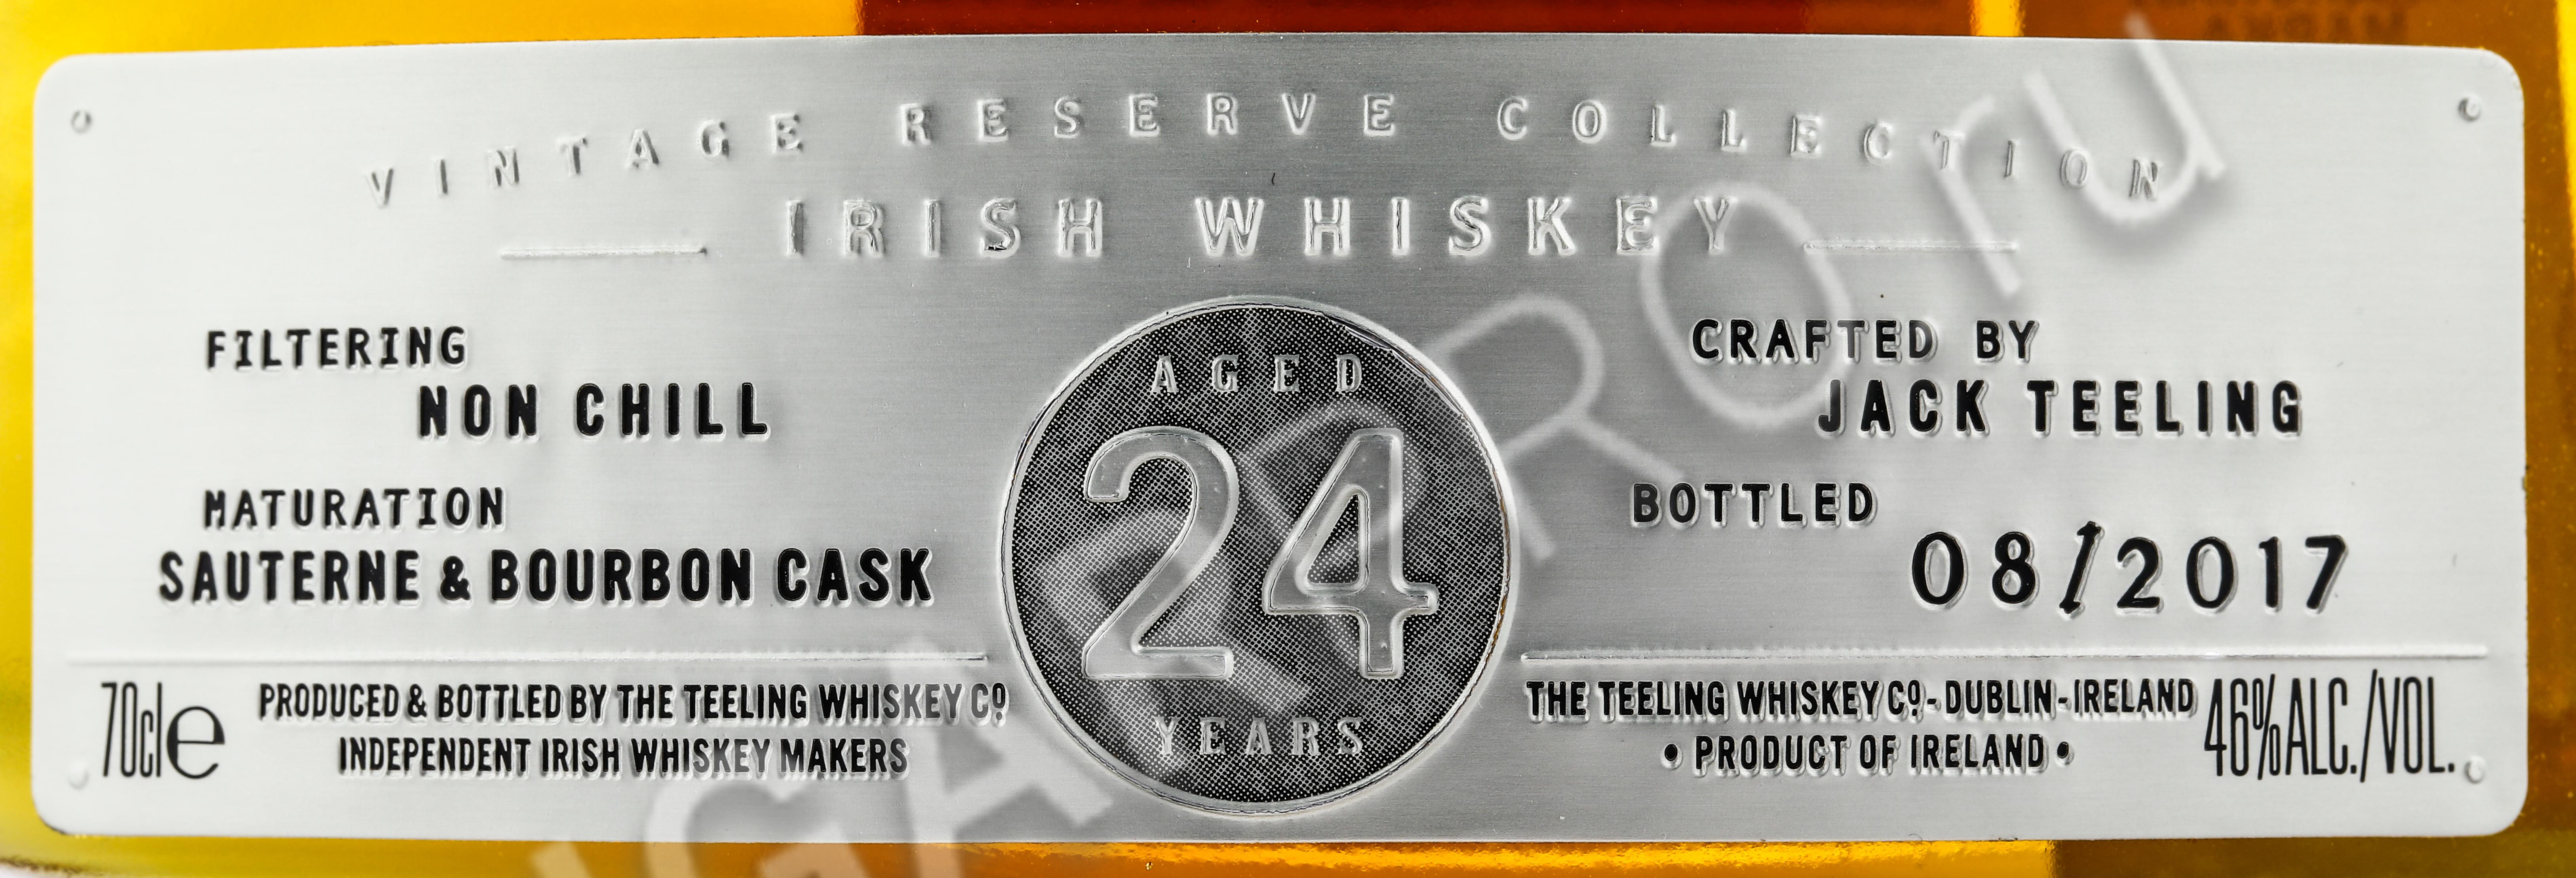 VINTAGE RESERVE COLLECTION
IRISH WHISKEY
FILTERING
NON CHILL
MATURATION
SAUTERNE & BOURBON CASK
AGED
24
YEARS
CRAFTED BY
JACK TEELING
BOTTLED
08/2017
70cl e
PRODUCED & BOTTLED BY THE TEELING WHISKEY Cº
INDEPENDENT IRISH WHISKEY MAKERS
THE TEELING WHISKEY Cº - DUBLIN - IRELAND
• PRODUCT OF IRELAND •
46% ALC./VOL.